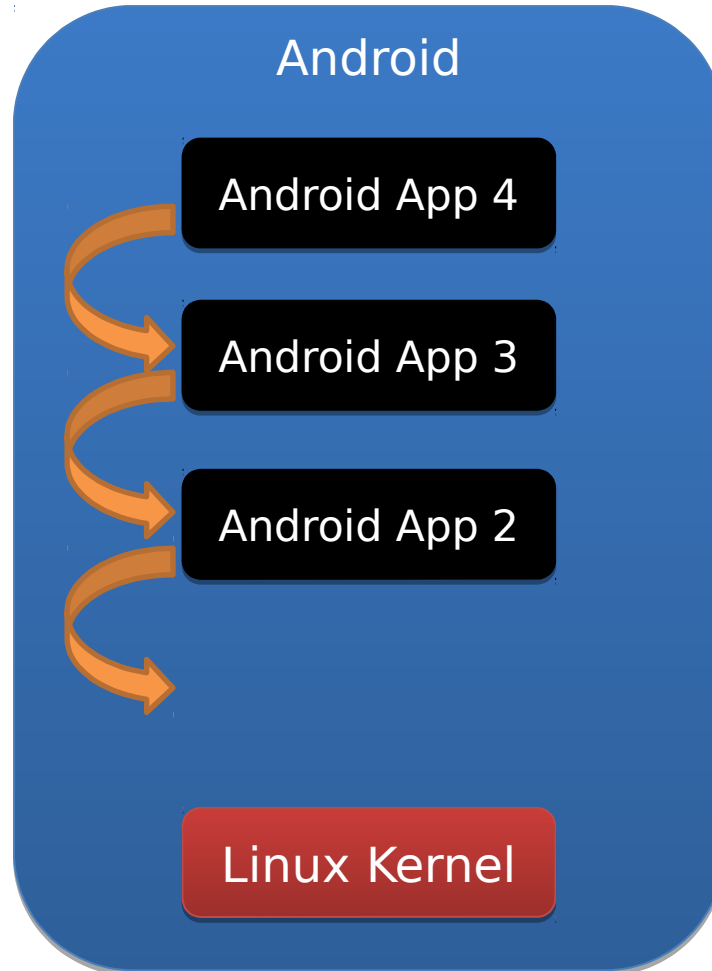 Android
Android App 4
Android App 3
Android App 2
Linux Kernel